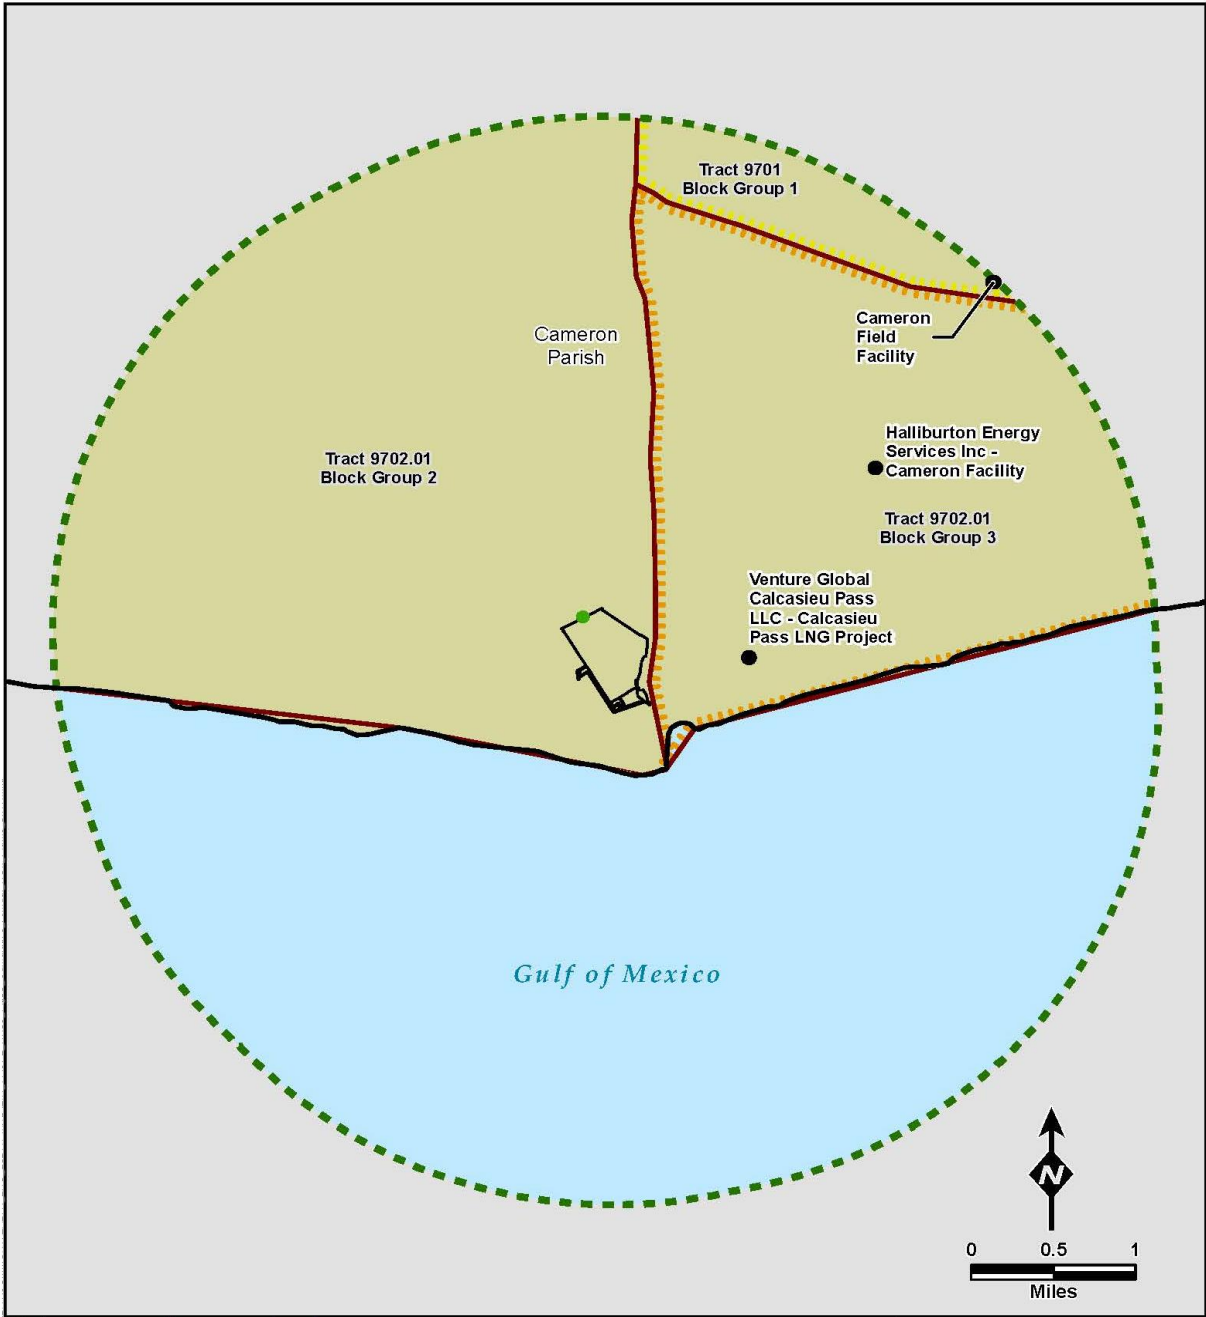 Tract 9701
Block Group 1
Cameron
Parish
Cameron
Field
Facility
Halliburton Energy
Services Inc -
Cameron Facility
Tract 9702.01
Block Group 2
Tract 9702.01
Block Group 3
Venture Global
Calcasieu Pass
LLC - Calcasieu
Pass LNG Project
Gulf of Mexico
N
0 0.5 1
Miles